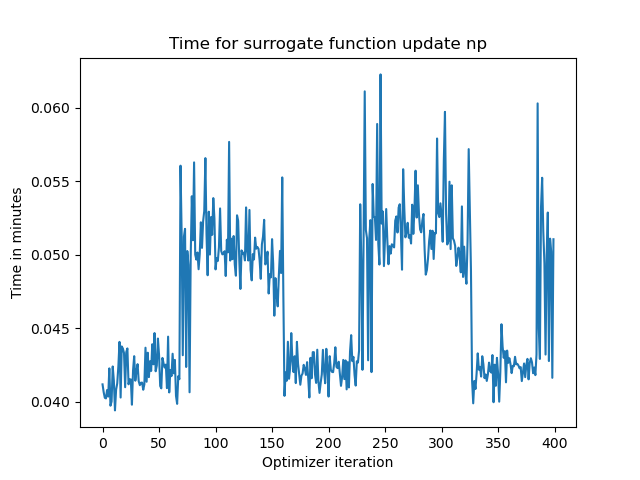 Time for surrogate function update np
Time in minutes
0.060
0.055
0.050
0.045
0.040
0 50 100 150 200 250 300 350 400
Optimizer iteration